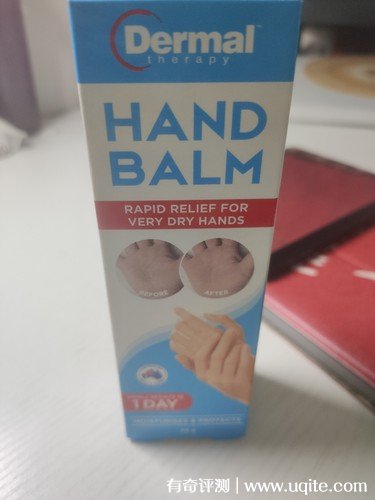 Dermal™
therapy
HAND
BALM
RAPID RELIEF FOR
VERY DRY HANDS
BEFORE
AFTER
1 DAY
MOISTURISES & PROTECTS
有奇评测 | www.uqite.com